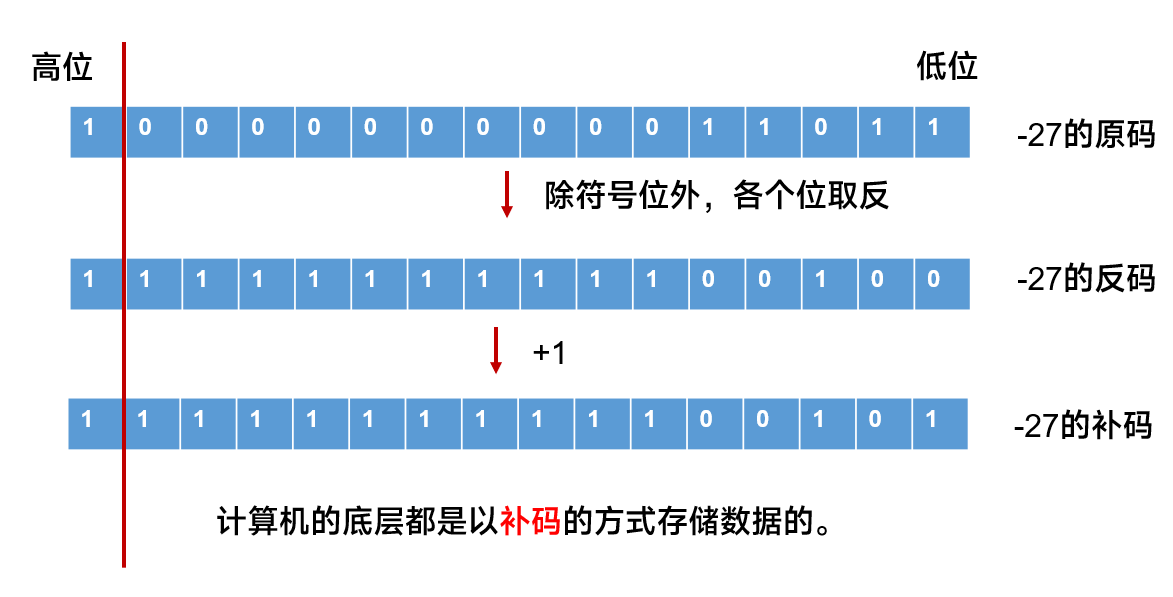 高位 低位
1 0 0 0 0 0 0 0 0 0 0 1 1 0 1 1 -27的原码
除符号位外，各个位取反
1 1 1 1 1 1 1 1 1 1 1 0 0 1 0 0 -27的反码
+1
1 1 1 1 1 1 1 1 1 1 1 0 0 1 0 1 -27的补码
计算机的底层都是以补码的方式存储数据的。